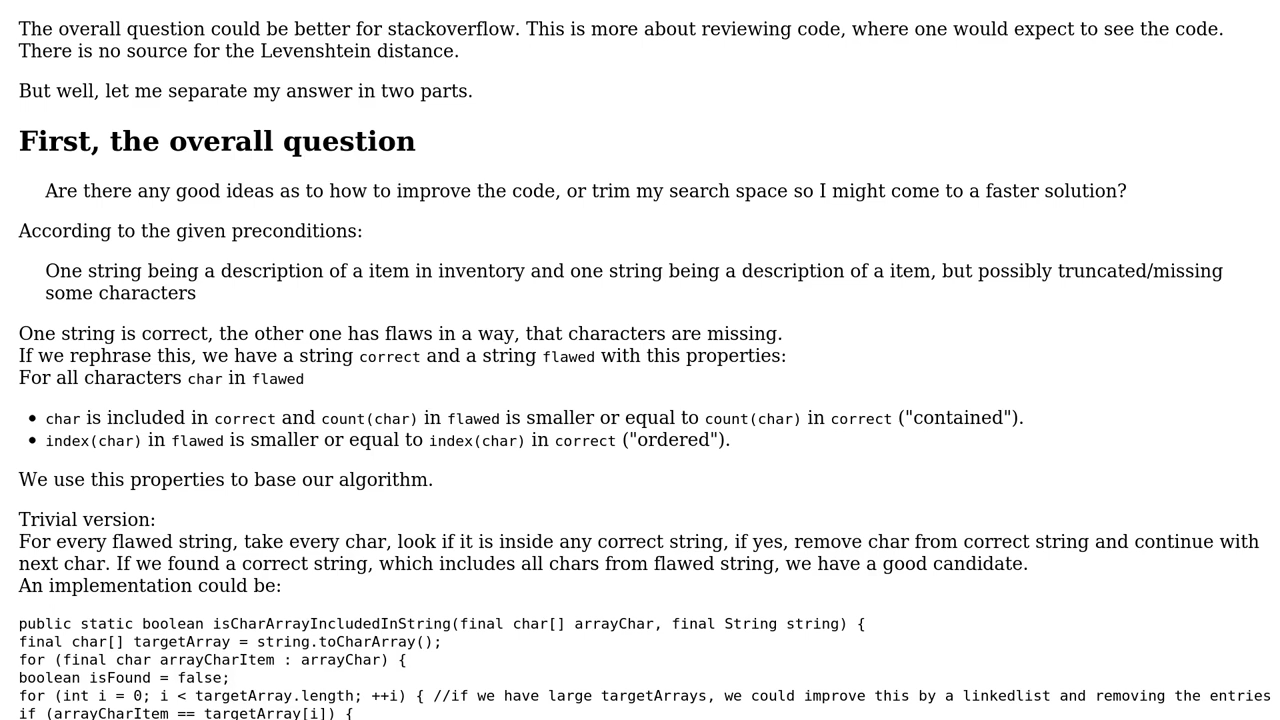 The overall question could be better for stackoverflow. This is more about reviewing code, where one would expect to see the code.
There is no source for the Levenshtein distance.
But well, let me separate my answer in two parts.
First, the overall question
Are there any good ideas as to how to improve the code, or trim my search space so I might come to a faster solution?
According to the given preconditions:
One string being a description of a item in inventory and one string being a description of a item, but possibly truncated/missing
some characters
One string is correct, the other one has flaws in a way, that characters are missing.
If we rephrase this, we have a string correct and a string flawed with this properties:
For all characters char in flawed
• char is included in correct and count(char) in flawed is smaller or equal to count(char) in correct ("contained").
• index(char) in flawed is smaller or equal to index(char) in correct ("ordered").
We use this properties to base our algorithm.
Trivial version:
For every flawed string, take every char, look if it is inside any correct string, if yes, remove char from correct string and continue with
next char. If we found a correct string, which includes all chars from flawed string, we have a good candidate.
An implementation could be:
public static boolean isCharArrayIncludedInString(final char[] arrayChar, final String string) {
final char[] targetArray = string.toCharArray();
for (final char arrayCharItem : arrayChar) {
boolean isFound = false;
for (int i = 0; i < targetArray.length; ++i) { //if we have large targetArrays, we could improve this by a linkedlist and removing the entries
if (arrayCharItem == targetArray[i]) {